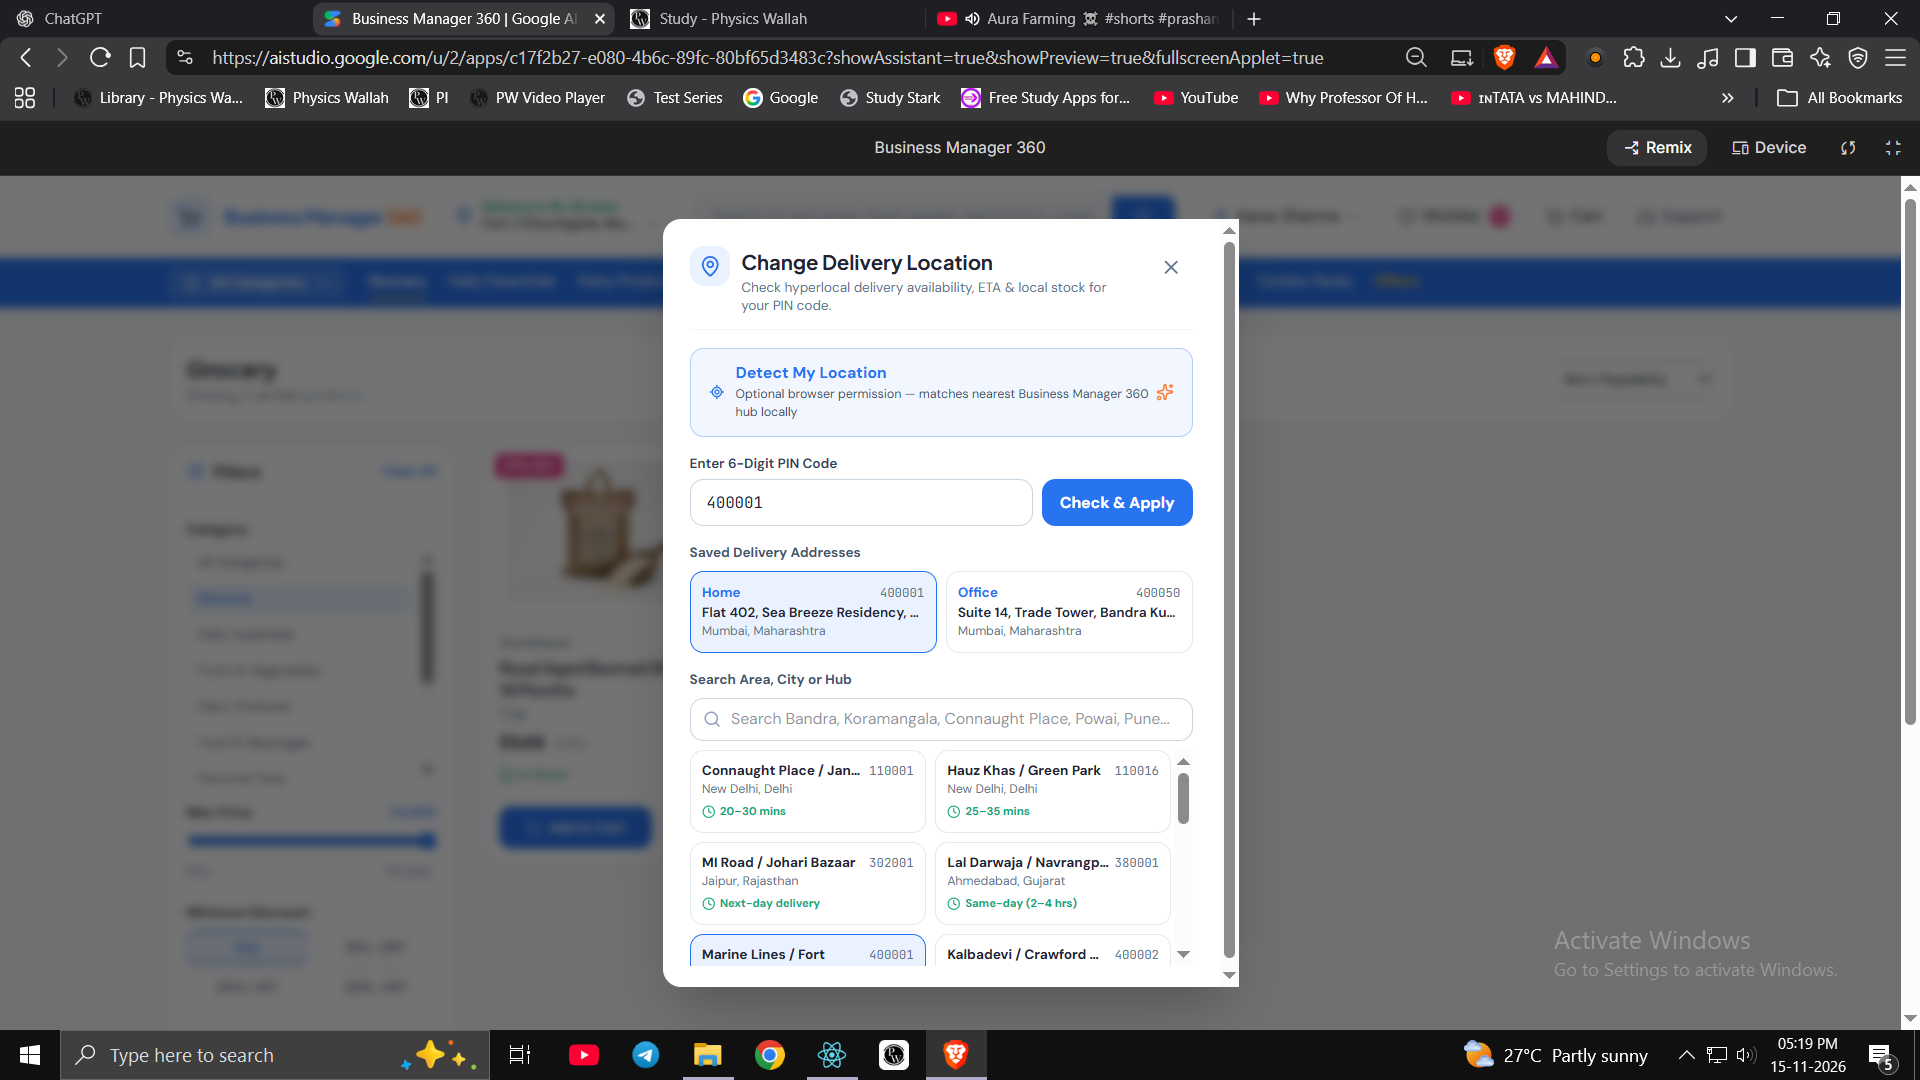 ChatGPT
Business Manager 360 | Google AI
Study - Physics Wallah
Aura Farming ☠ #shorts #prashan
https://aistudio.google.com/u/2/apps/c17f2b27-e080-4b6c-89fc-80bf65d3483c?showAssistant=true&showPreview=true&fullscreenApplet=true
Library - Physics Wa...
Physics Wallah
PI
PW Video Player
Test Series
Google
Study Stark
Free Study Apps for...
YouTube
Why Professor Of H...
ɪɴTATA vs MAHIND...
All Bookmarks
Business Manager 360
Remix
Device
Change Delivery Location
Check hyperlocal delivery availability, ETA & local stock for
your PIN code.
Detect My Location
Optional browser permission — matches nearest Business Manager 360
hub locally
Enter 6-Digit PIN Code
400001
Check & Apply
Saved Delivery Addresses
Home 400001
Flat 402, Sea Breeze Residency, ...
Mumbai, Maharashtra
Office 400050
Suite 14, Trade Tower, Bandra Ku...
Mumbai, Maharashtra
Search Area, City or Hub
Search Bandra, Koramangala, Connaught Place, Powai, Pune...
Connaught Place / Jan... 110001
New Delhi, Delhi
20–30 mins
Hauz Khas / Green Park 110016
New Delhi, Delhi
25–35 mins
MI Road / Johari Bazaar 302001
Jaipur, Rajasthan
Next-day delivery
Lal Darwaja / Navrangp... 380001
Ahmedabad, Gujarat
Same-day (2–4 hrs)
Marine Lines / Fort 400001
Kalbadevi / Crawford ... 400002
BusinessManager 360
Grocery
Filters
Category
Activate Windows
Go to Settings to activate Windows.
Type here to search
27°C Partly sunny
05:19 PM
15-11-2026
5